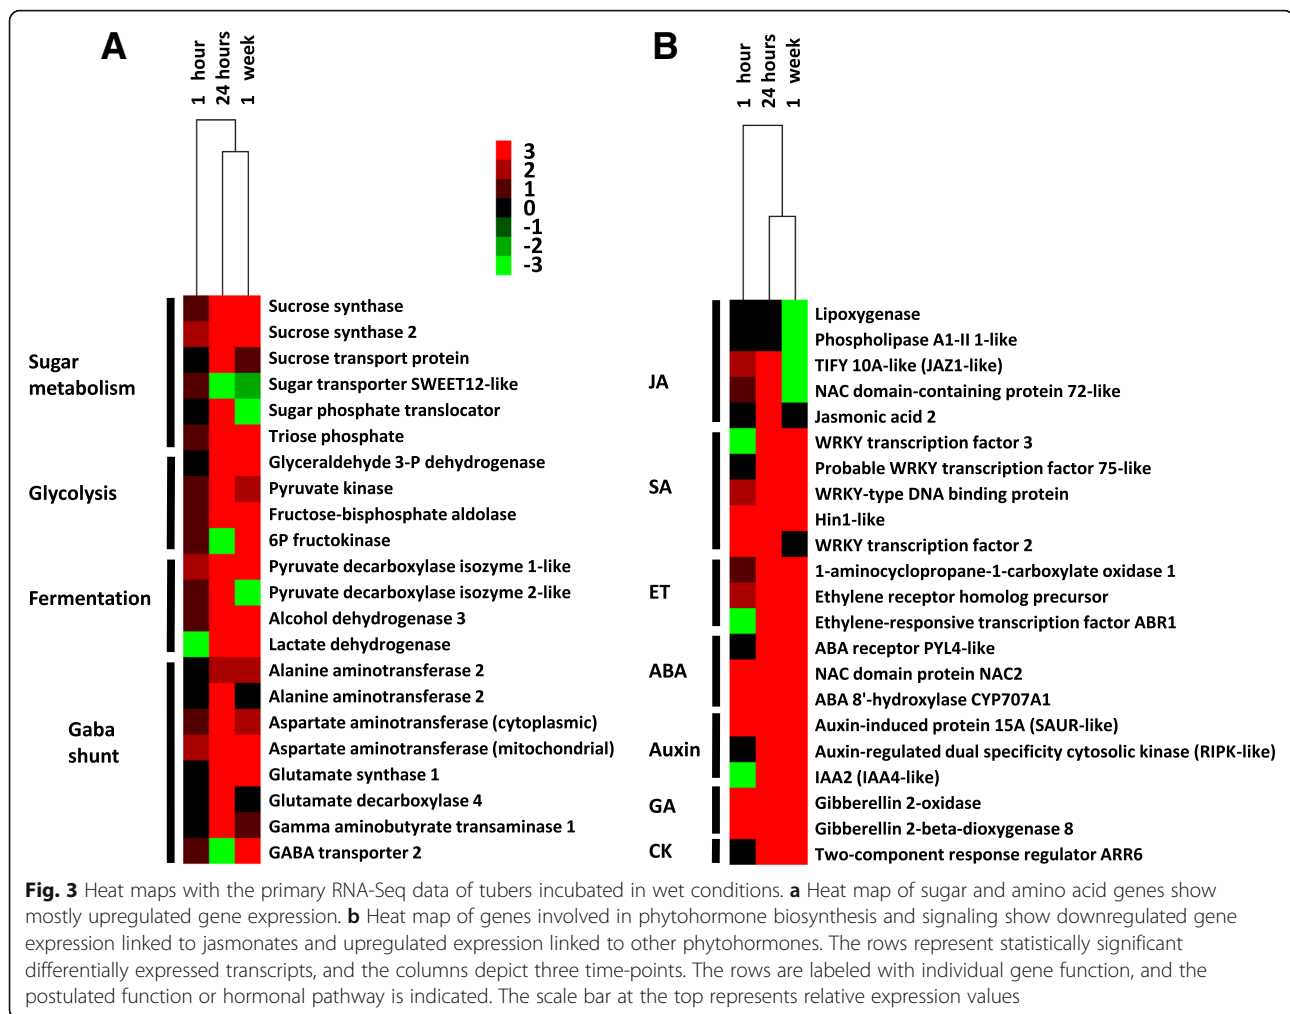 A
1 hour
24 hours
1 week
3
2
1
0
-1
-2
-3
Sugar
metabolism
Glycolysis
Fermentation
Gaba
shunt
Sucrose synthase
Sucrose synthase 2
Sucrose transport protein
Sugar transporter SWEET12-like
Sugar phosphate translocator
Triose phosphate
Glyceraldehyde 3-P dehydrogenase
Pyruvate kinase
Fructose-bisphosphate aldolase
6P fructokinase
Pyruvate decarboxylase isozyme 1-like
Pyruvate decarboxylase isozyme 2-like
Alcohol dehydrogenase 3
Lactate dehydrogenase
Alanine aminotransferase 2
Alanine aminotransferase 2
Aspartate aminotransferase (cytoplasmic)
Aspartate aminotransferase (mitochondrial)
Glutamate synthase 1
Glutamate decarboxylase 4
Gamma aminobutyrate transaminase 1
GABA transporter 2
B
1 hour
24 hours
1 week
JA
SA
ET
ABA
Auxin
GA
CK
Lipoxygenase
Phospholipase A1-II 1-like
TIFY 10A-like (JAZ1-like)
NAC domain-containing protein 72-like
Jasmonic acid 2
WRKY transcription factor 3
Probable WRKY transcription factor 75-like
WRKY-type DNA binding protein
Hin1-like
WRKY transcription factor 2
1-aminocyclopropane-1-carboxylate oxidase 1
Ethylene receptor homolog precursor
Ethylene-responsive transcription factor ABR1
ABA receptor PYL4-like
NAC domain protein NAC2
ABA 8'-hydroxylase CYP707A1
Auxin-induced protein 15A (SAUR-like)
Auxin-regulated dual specificity cytosolic kinase (RIPK-like)
IAA2 (IAA4-like)
Gibberellin 2-oxidase
Gibberellin 2-beta-dioxygenase 8
Two-component response regulator ARR6
Fig. 3 Heat maps with the primary RNA-Seq data of tubers incubated in wet conditions. a Heat map of sugar and amino acid genes show
mostly upregulated gene expression. b Heat map of genes involved in phytohormone biosynthesis and signaling show downregulated gene
expression linked to jasmonates and upregulated expression linked to other phytohormones. The rows represent statistically significant
differentially expressed transcripts, and the columns depict three time-points. The rows are labeled with individual gene function, and the
postulated function or hormonal pathway is indicated. The scale bar at the top represents relative expression values